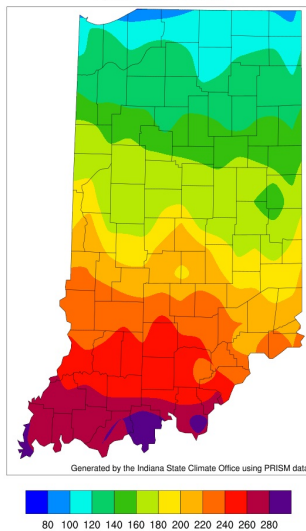 Generated by the Indiana State Climate Office using PRISM data
80 100 120 140 160 180 200 220 240 260 280